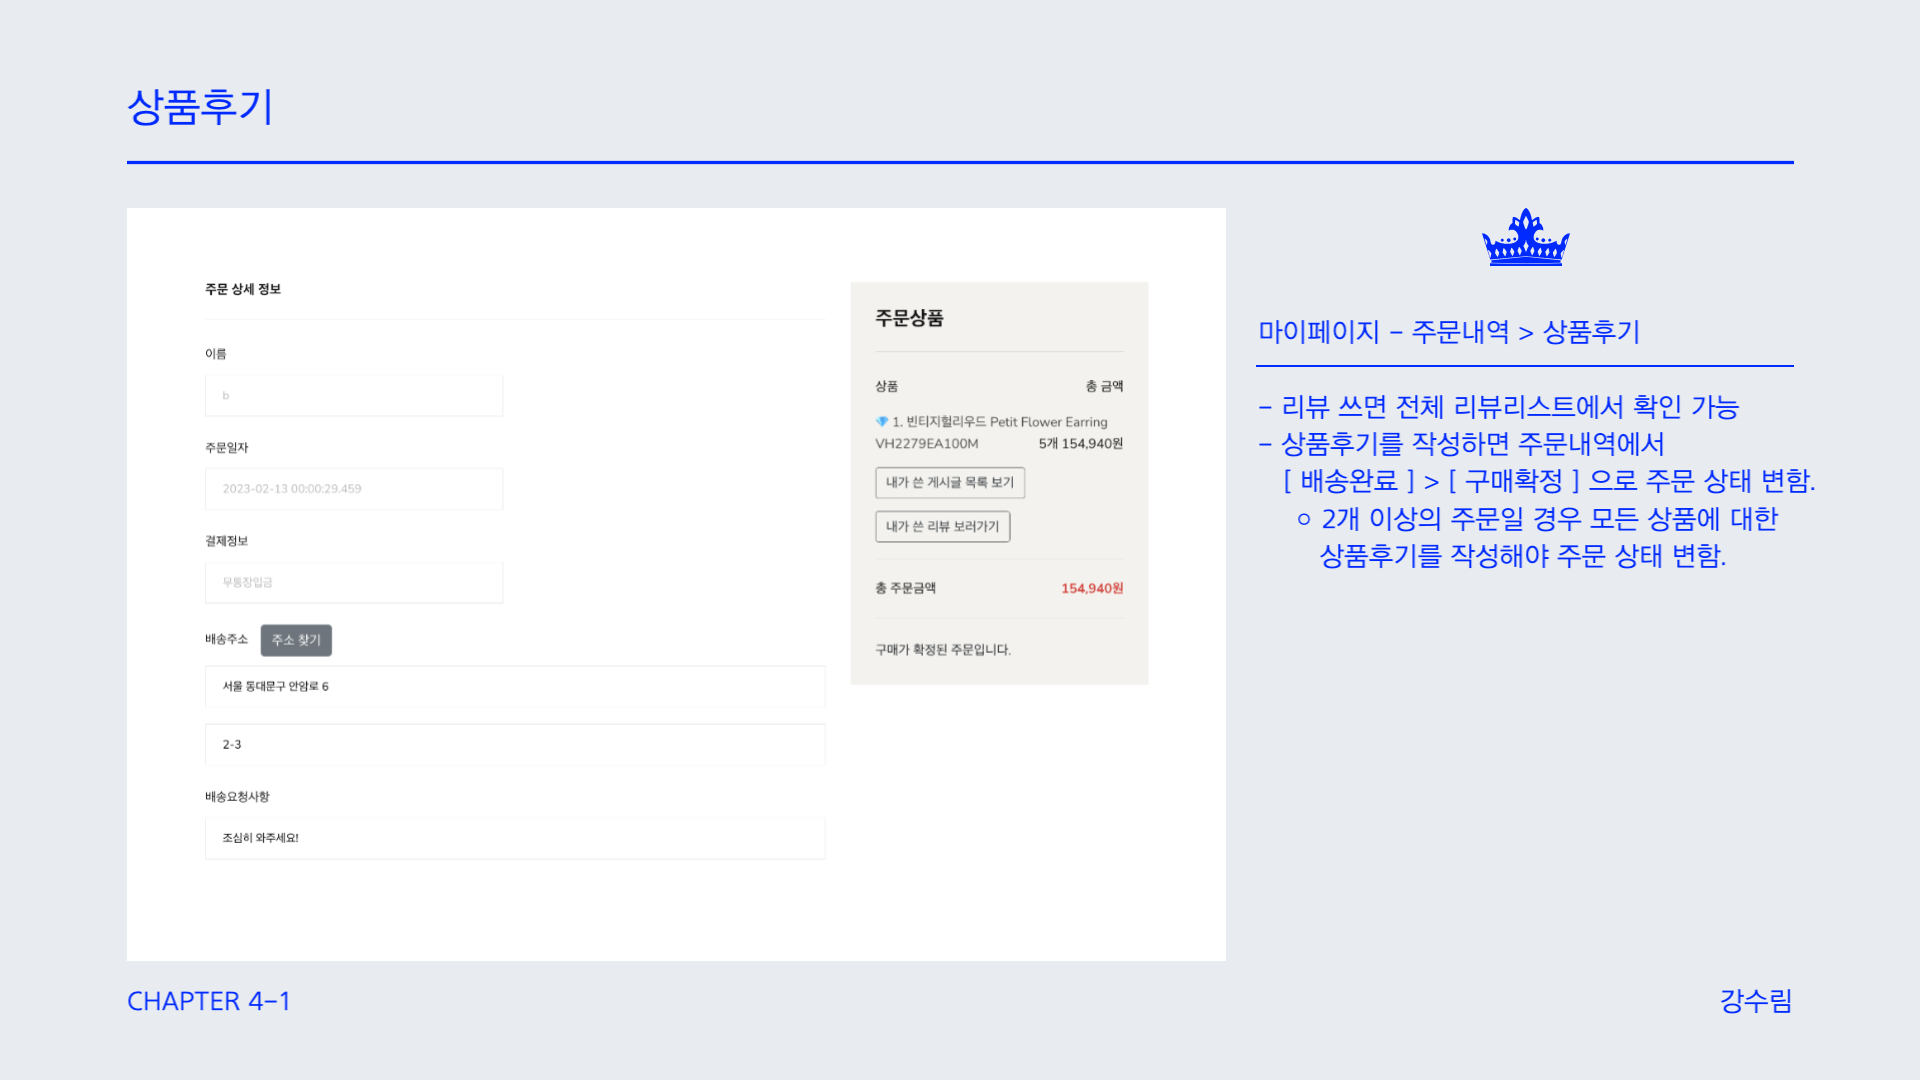 상품후기
주문 상세 정보
이름
b
주문일자
2023-02-13 00:00:29.459
결제정보
무통장입금
배송주소
주소 찾기
서울 동대문구 안암로 6
2-3
배송요청사항
조심히 와주세요!
주문상품
상품 총 금액
💎 1. 빈티지헐리우드 Petit Flower Earring
VH2279EA100M 5개 154,940원
내가 쓴 게시글 목록 보기
내가 쓴 리뷰 보러가기
총 주문금액 154,940원
구매가 확정된 주문입니다.
마이페이지 - 주문내역 > 상품후기
- 리뷰 쓰면 전체 리뷰리스트에서 확인 가능
- 상품후기를 작성하면 주문내역에서
[ 배송완료 ] > [ 구매확정 ] 으로 주문 상태 변함.
○ 2개 이상의 주문일 경우 모든 상품에 대한
상품후기를 작성해야 주문 상태 변함.
CHAPTER 4-1
강수림